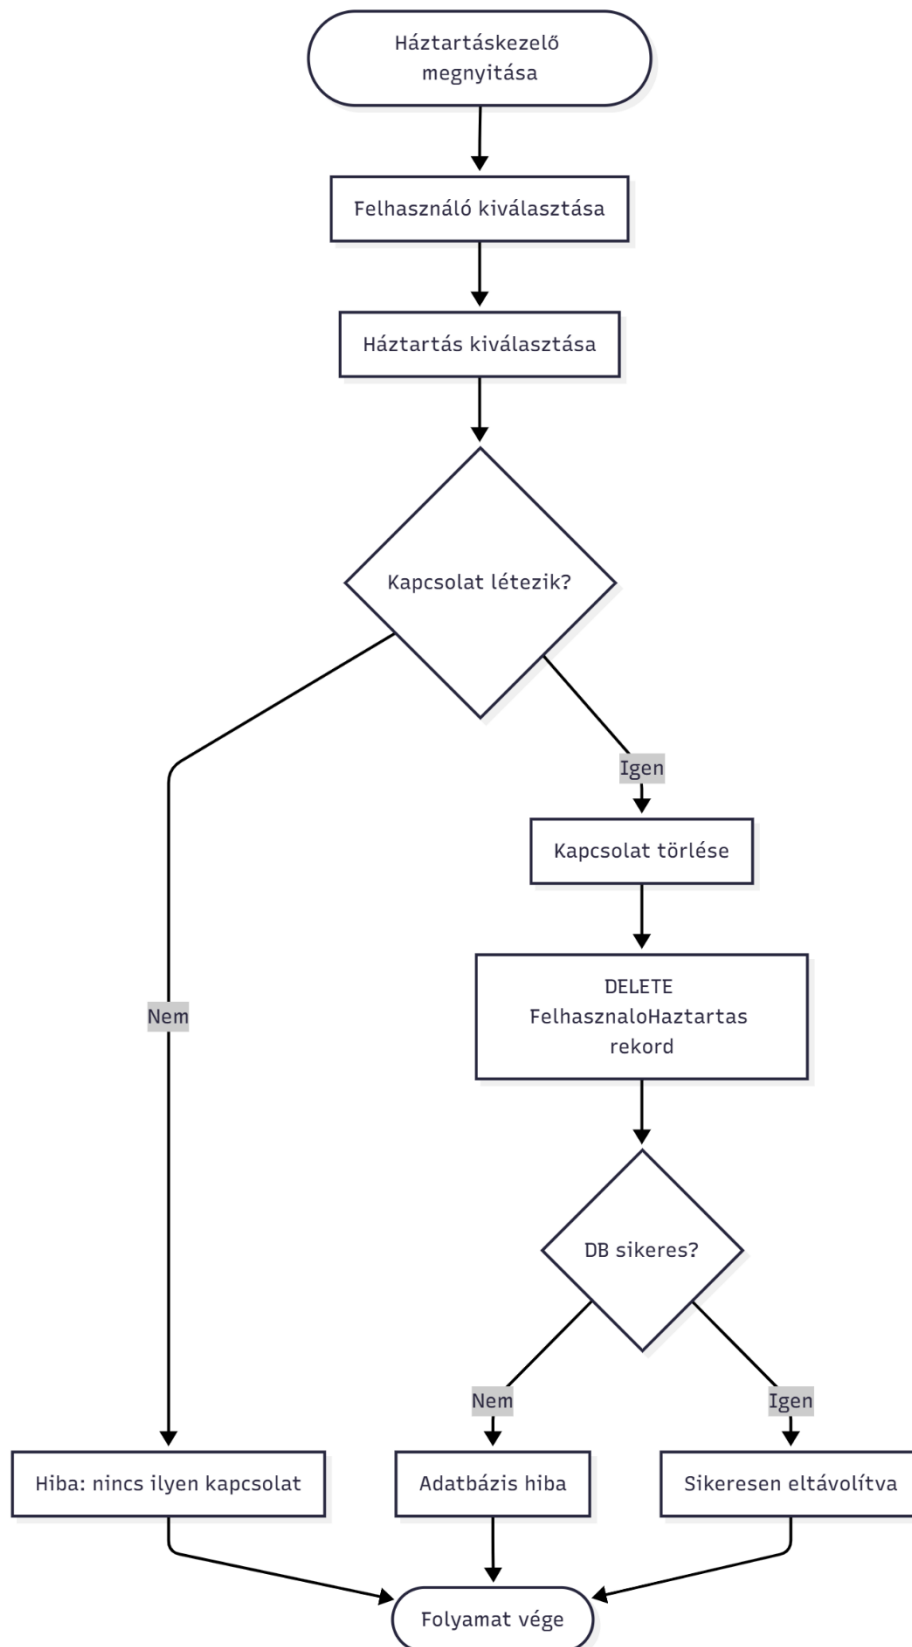 Háztartáskezelő
megnyitása
Felhasználó kiválasztása
Háztartás kiválasztása
Kapcsolat létezik?
Igen
Kapcsolat törlése
DELETE
FelhasznaloHaztartas
rekord
Nem
DB sikeres?
Nem
Igen
Hiba: nincs ilyen kapcsolat
Adatbázis hiba
Sikeresen eltávolítva
Folyamat vége